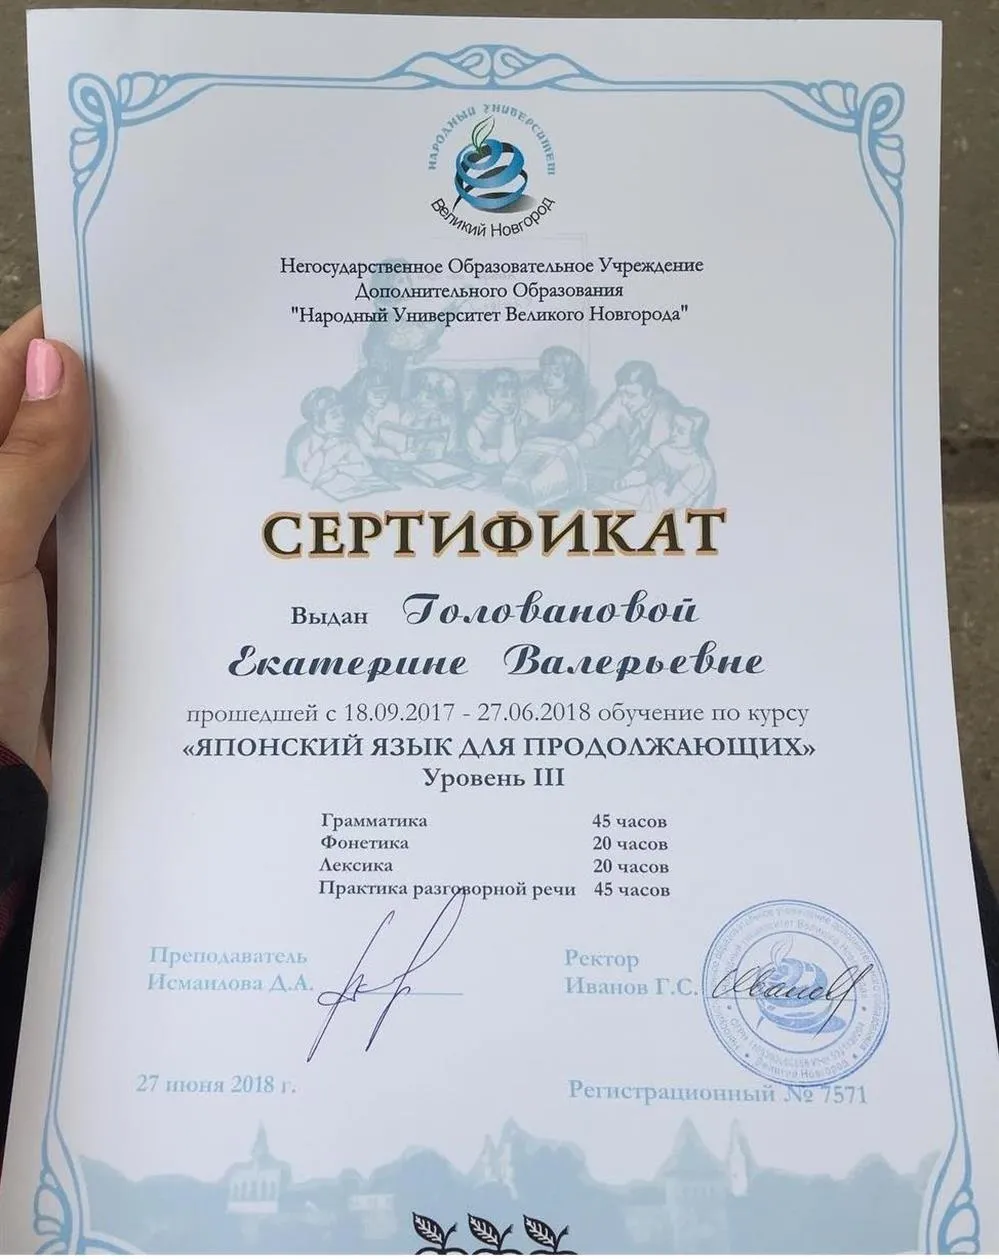 НАРОДНЫЙ УНИВЕРСИТЕТ
Великий Новгород
Негосударственное Образовательное Учреждение
Дополнительного Образования
"Народный Университет Великого Новгорода"
СЕРТИФИКАТ
Выдан Головановой
Екатерине Валерьевне
прошедшей с 18.09.2017 - 27.06.2018 обучение по курсу
«ЯПОНСКИЙ ЯЗЫК ДЛЯ ПРОДОЛЖАЮЩИХ»
Уровень III
Грамматика 45 часов
Фонетика 20 часов
Лексика 20 часов
Практика разговорной речи 45 часов
Преподаватель
Исмаилова Д.А.
Ректор
Иванов Г.С.
Великий Новгород
27 июня 2018 г.
Регистрационный № 7571